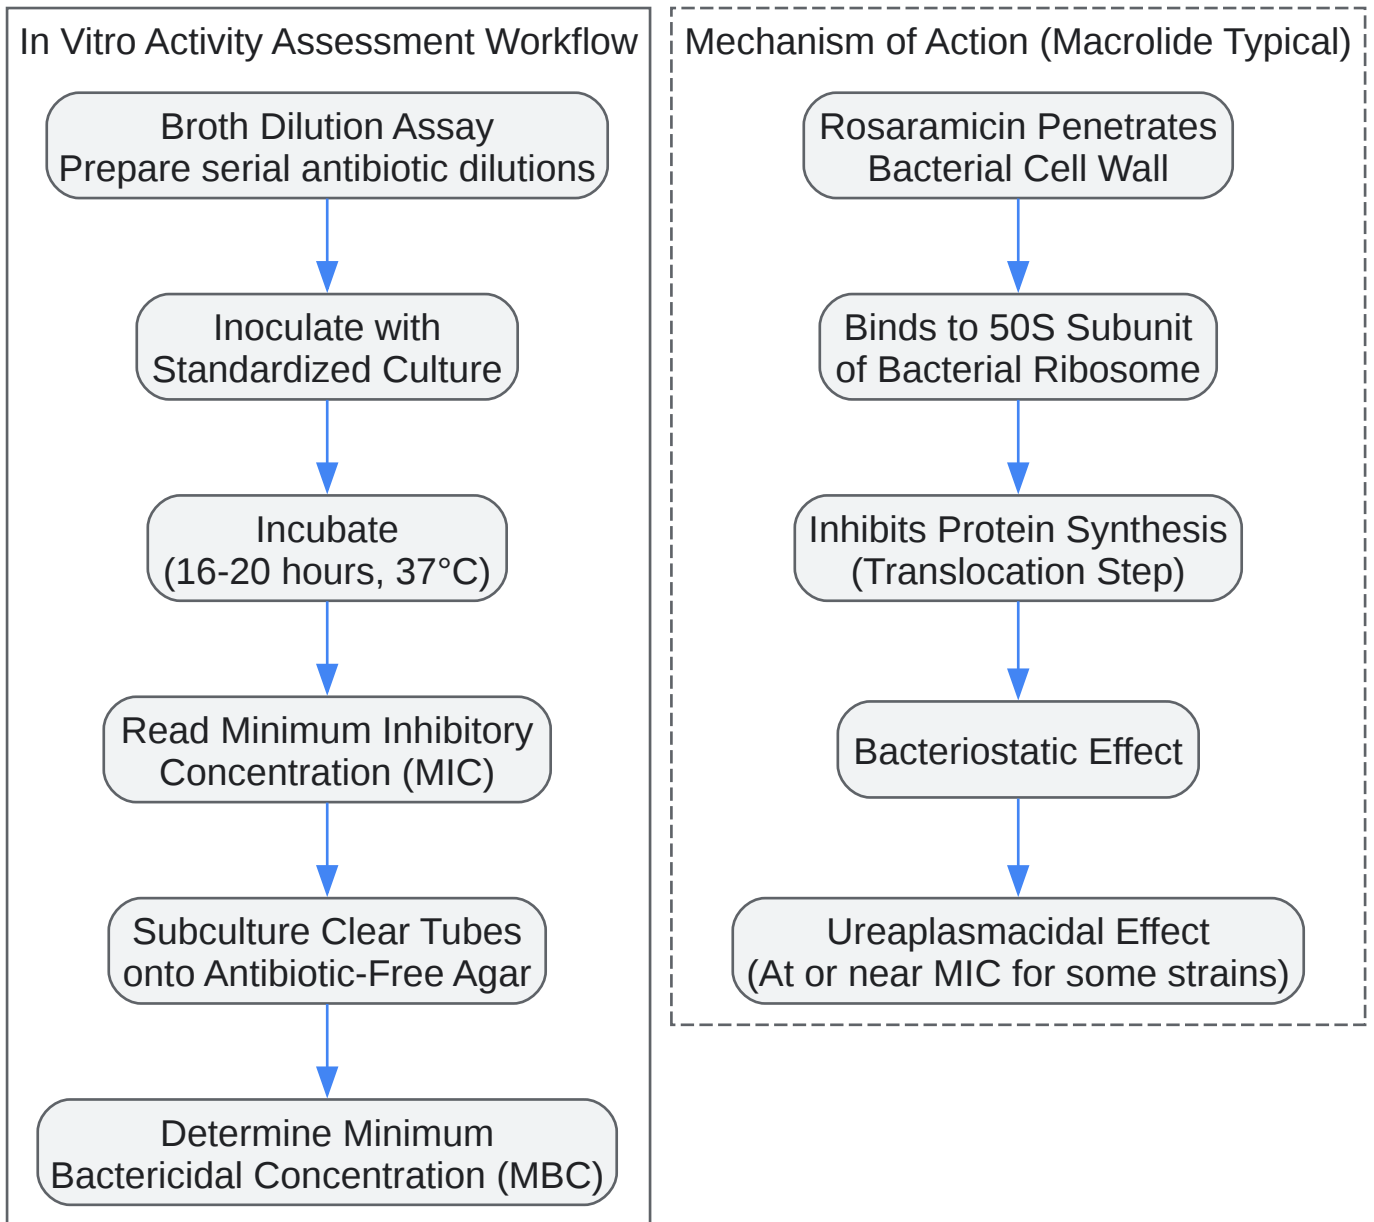 In Vitro Activity Assessment Workflow
Broth Dilution Assay
Prepare serial antibiotic dilutions
Inoculate with
Standardized Culture
Incubate
(16-20 hours, 37°C)
Read Minimum Inhibitory
Concentration (MIC)
Subculture Clear Tubes
onto Antibiotic-Free Agar
Determine Minimum
Bactericidal Concentration (MBC)
Mechanism of Action (Macrolide Typical)
Rosaramicin Penetrates
Bacterial Cell Wall
Binds to 50S Subunit
of Bacterial Ribosome
Inhibits Protein Synthesis
(Translocation Step)
Bacteriostatic Effect
Ureaplasmacidal Effect
(At or near MIC for some strains)